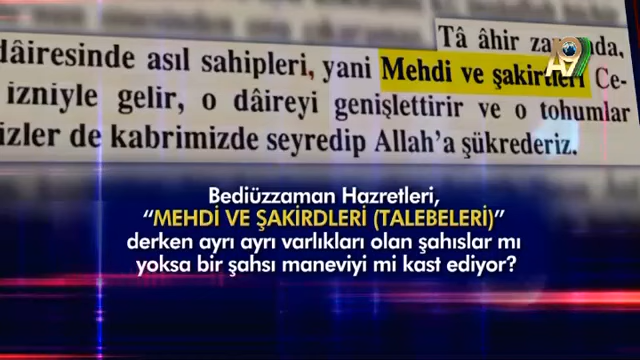 Tâ âhir
dâiresinde asıl sahipleri, yani Mehdi ve şakirtleri Ce-
izniyle gelir, o dâireyi genişlettirir ve o tohumlar
izler de kabrimizde seyredip Allah'a şükrederiz.
A9
Bediüzzaman Hazretleri,
“MEHDİ VE ŞAKİRDLERİ (TALEBELERİ)”
derken ayrı ayrı varlıkları olan şahıslar mı
yoksa bir şahsı maneviyi mi kast ediyor?